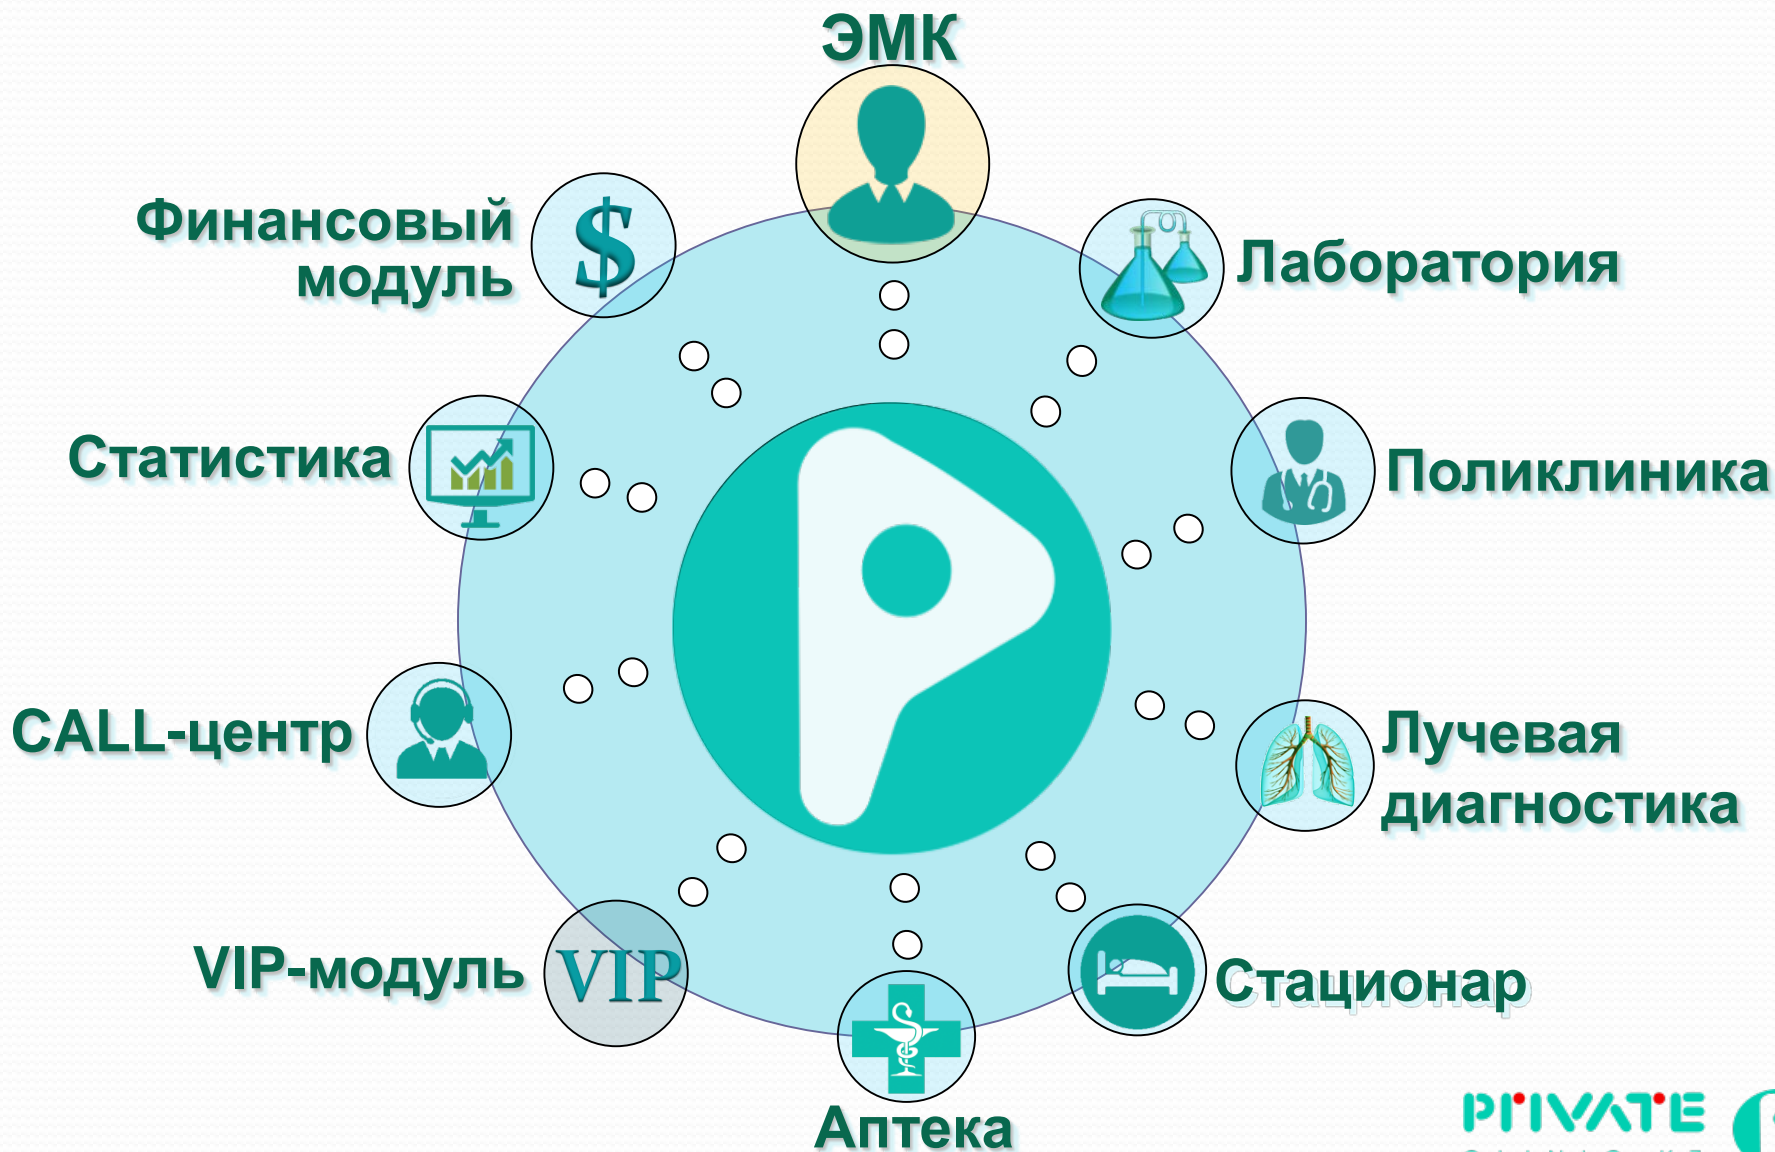 ЭМК
Финансовый
модуль
$
Лаборатория
Статистика
Поликлиника
CALL-центр
Лучевая
диагностика
VIP-модуль
VIP
Стационар
Аптека
PRIVATE